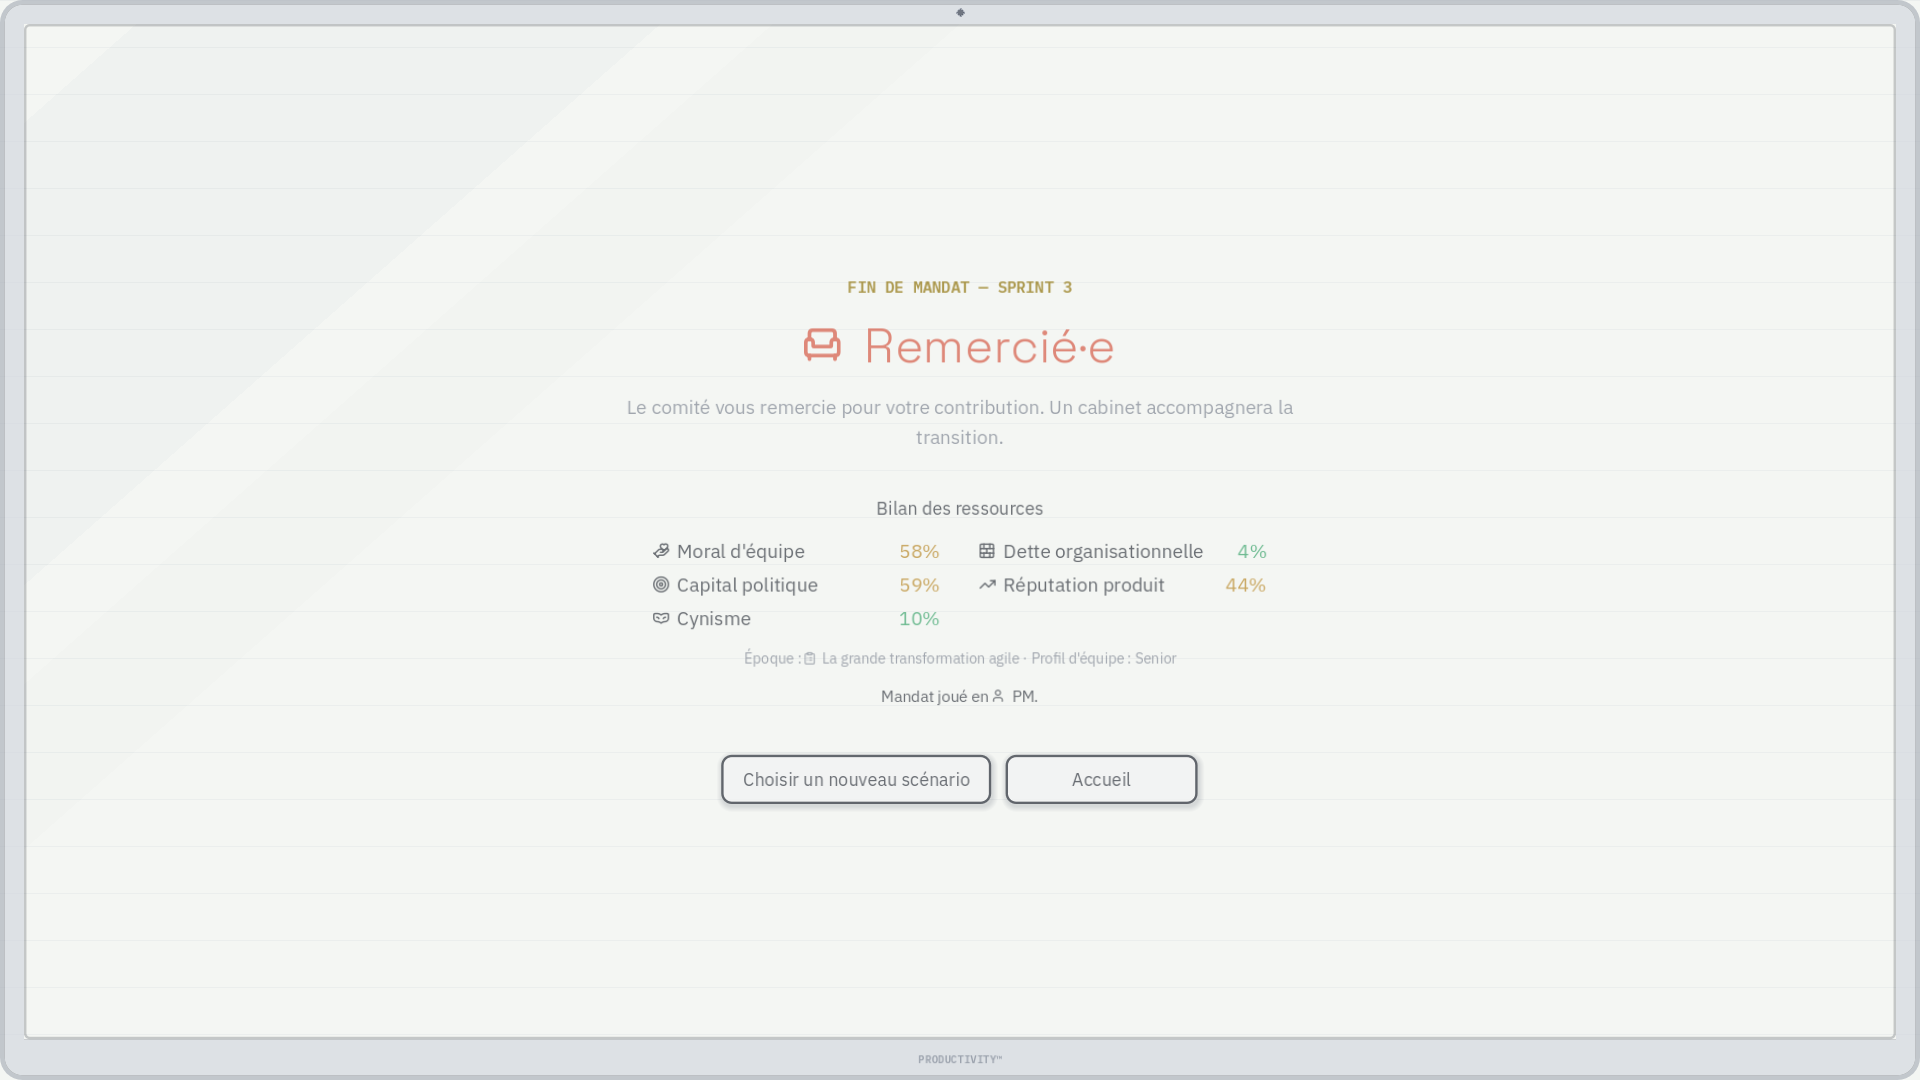 FIN DE MANDAT — SPRINT 3
Remercié·e
Le comité vous remercie pour votre contribution. Un cabinet accompagnera la
transition.
Bilan des ressources
Moral d'équipe 58% Dette organisationnelle 4%
Capital politique 59% Réputation produit 44%
Cynisme 10%
Époque : La grande transformation agile · Profil d'équipe : Senior
Mandat joué en PM.
Choisir un nouveau scénario Accueil
PRODUCTIVITY™